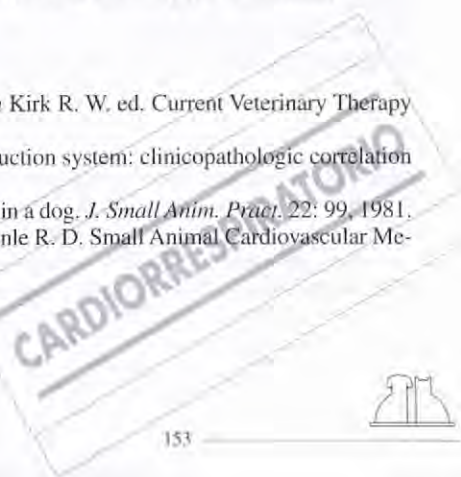 Kirk R. W. ed. Current Veterinary Therapy
uction system: clinicopathologic correlation
in a dog. J. Small Anim. Pract. 22: 99, 1981.
nle R. D. Small Animal Cardiovascular Me-
CARDIORRESPIRATORIO
153